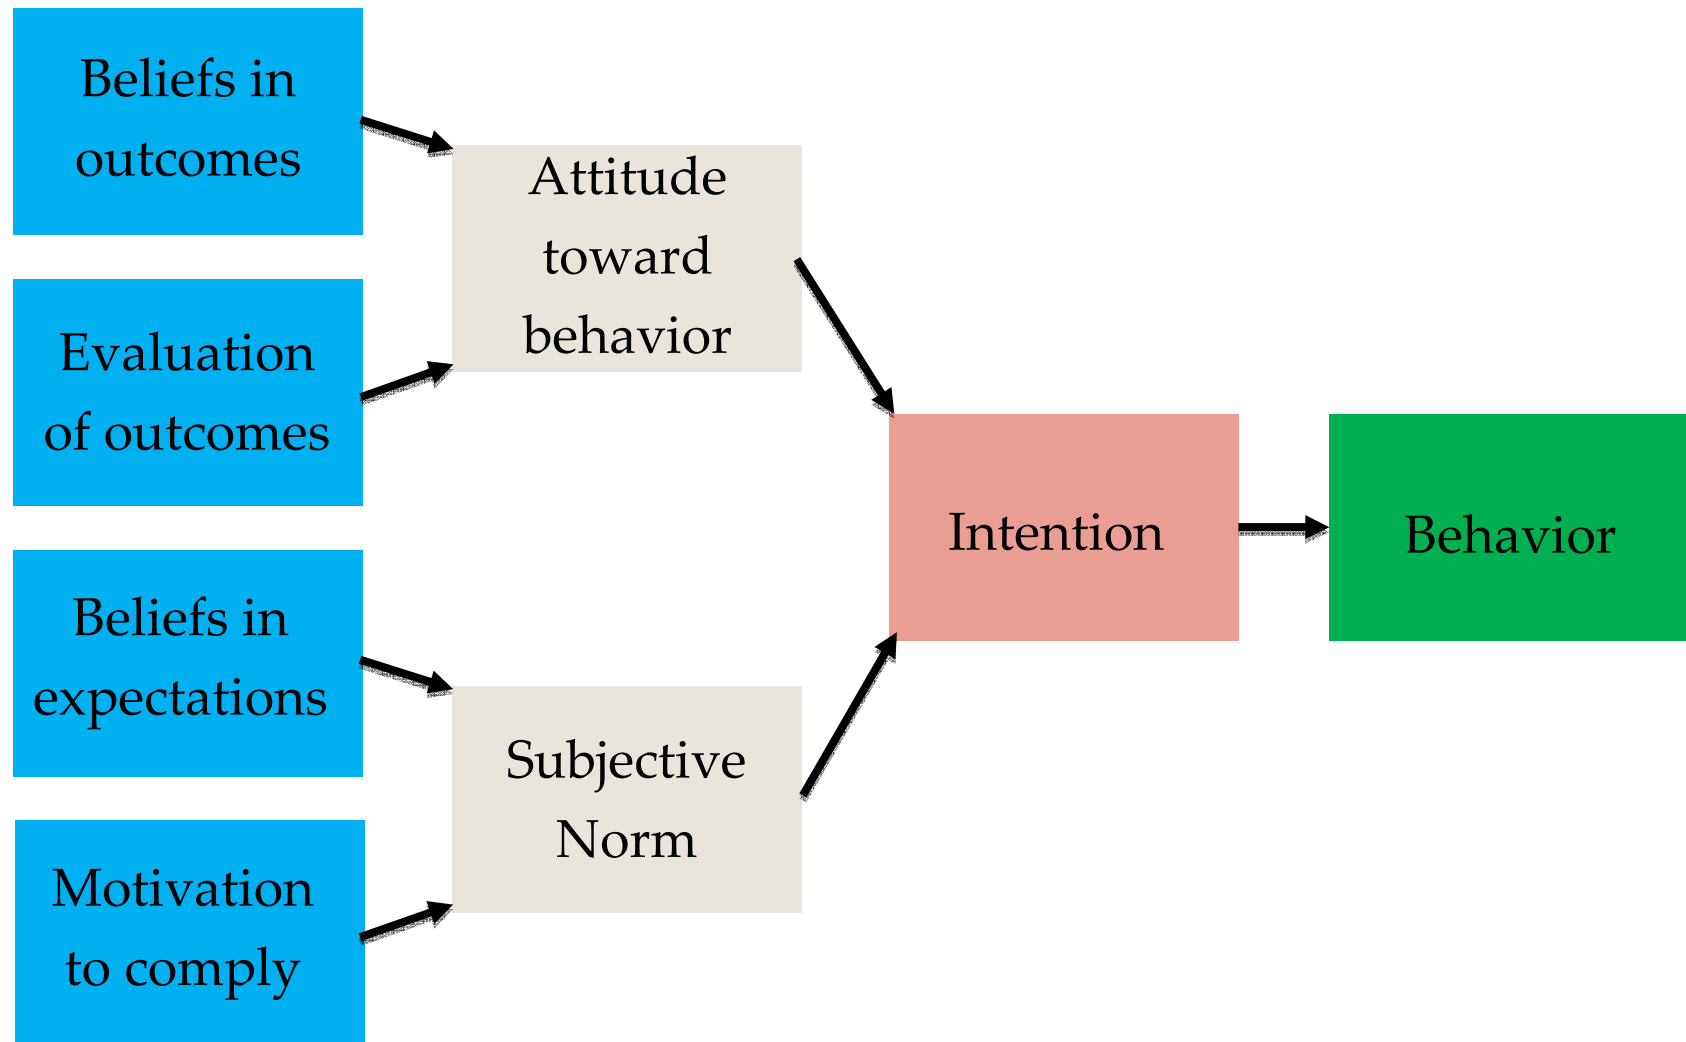 Beliefs in
outcomes
Evaluation
of outcomes
Beliefs in
expectations
Motivation
to comply
Attitude
toward
behavior
Subjective
Norm
Intention
Behavior